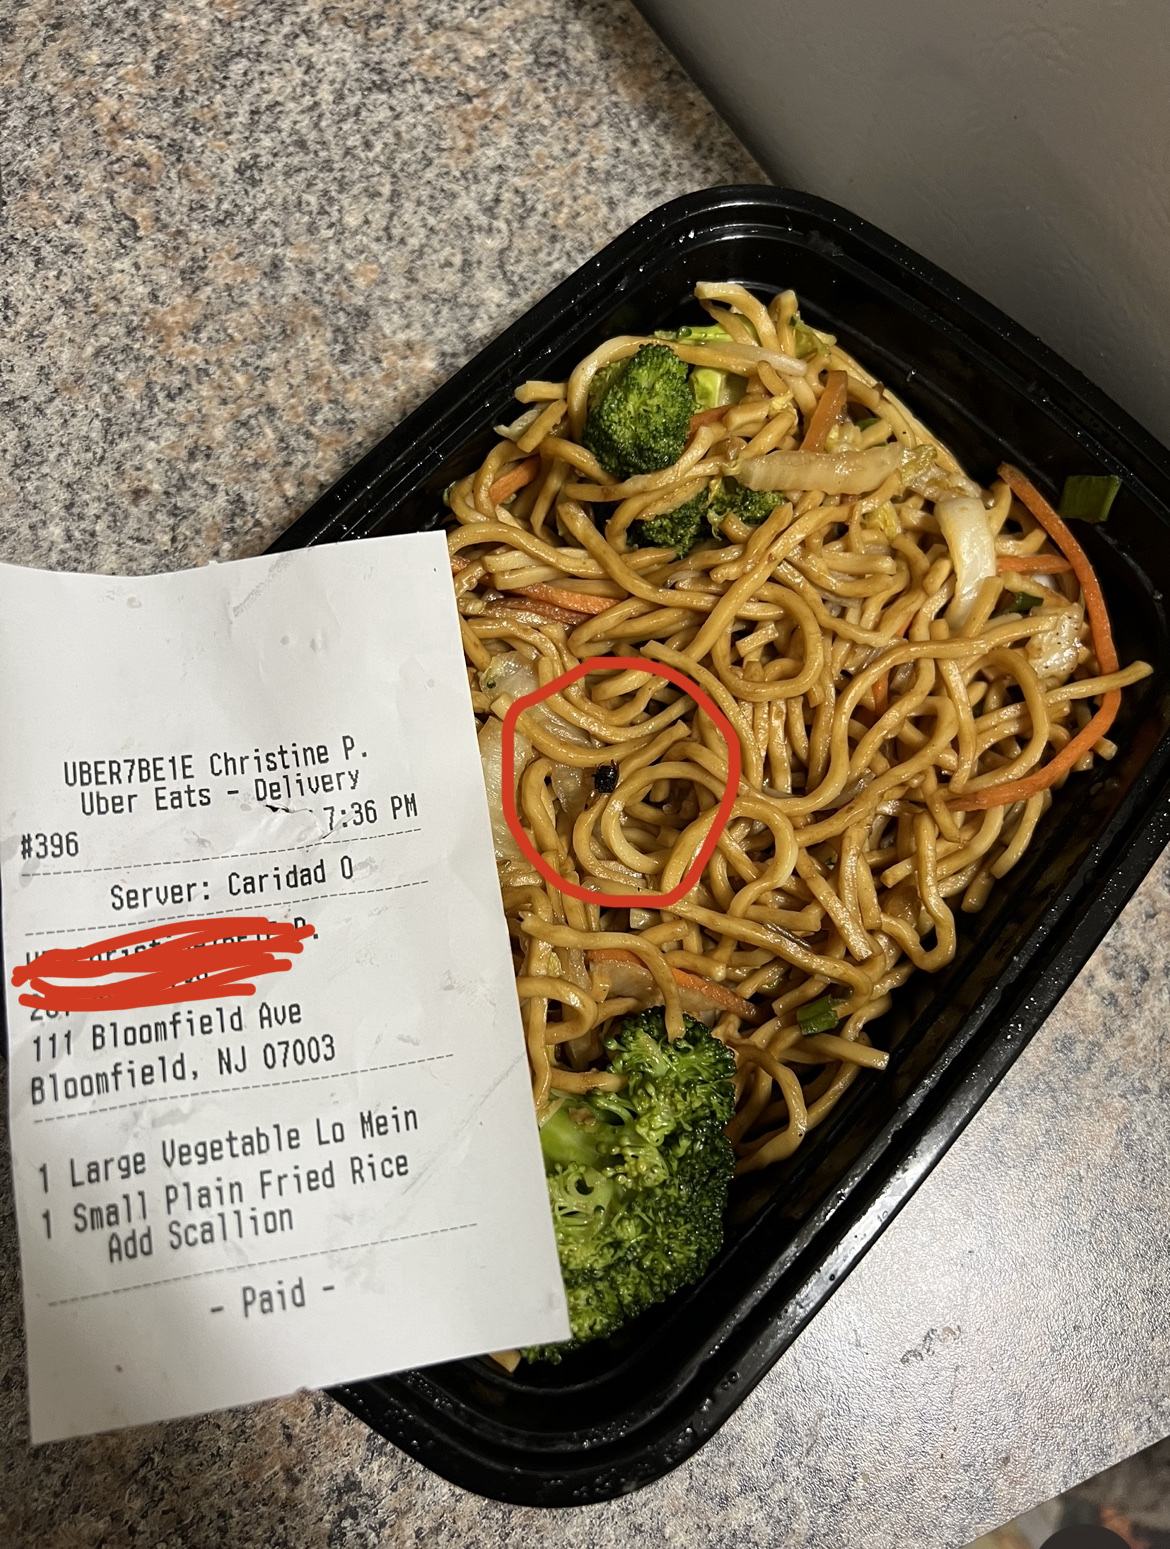 UBER7BE1E Christine P.
Uber Eats - Delivery
#396 7:36 PM
Server: Caridad O
111 Bloomfield Ave
Bloomfield, NJ 07003
1 Large Vegetable Lo Mein
1 Small Plain Fried Rice
Add Scallion
- Paid -